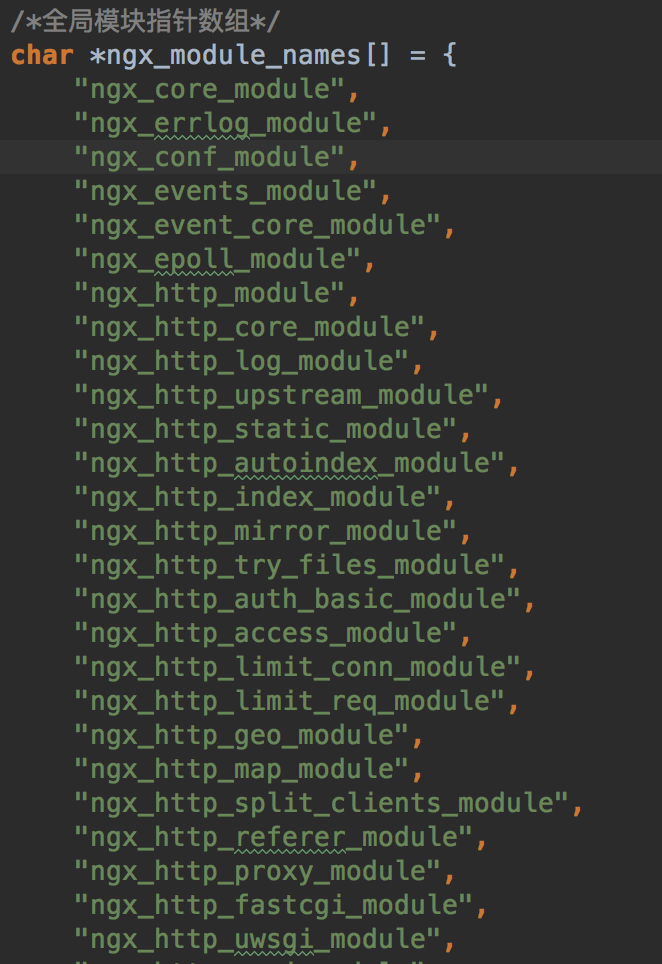 /*全局模块指针数组*/
char *ngx_module_names[] = {
"ngx_core_module",
"ngx_errlog_module",
"ngx_conf_module",
"ngx_events_module",
"ngx_event_core_module",
"ngx_epoll_module",
"ngx_http_module",
"ngx_http_core_module",
"ngx_http_log_module",
"ngx_http_upstream_module",
"ngx_http_static_module",
"ngx_http_autoindex_module",
"ngx_http_index_module",
"ngx_http_mirror_module",
"ngx_http_try_files_module",
"ngx_http_auth_basic_module",
"ngx_http_access_module",
"ngx_http_limit_conn_module",
"ngx_http_limit_req_module",
"ngx_http_geo_module",
"ngx_http_map_module",
"ngx_http_split_clients_module",
"ngx_http_referer_module",
"ngx_http_proxy_module",
"ngx_http_fastcgi_module",
"ngx_http_uwsgi_module",